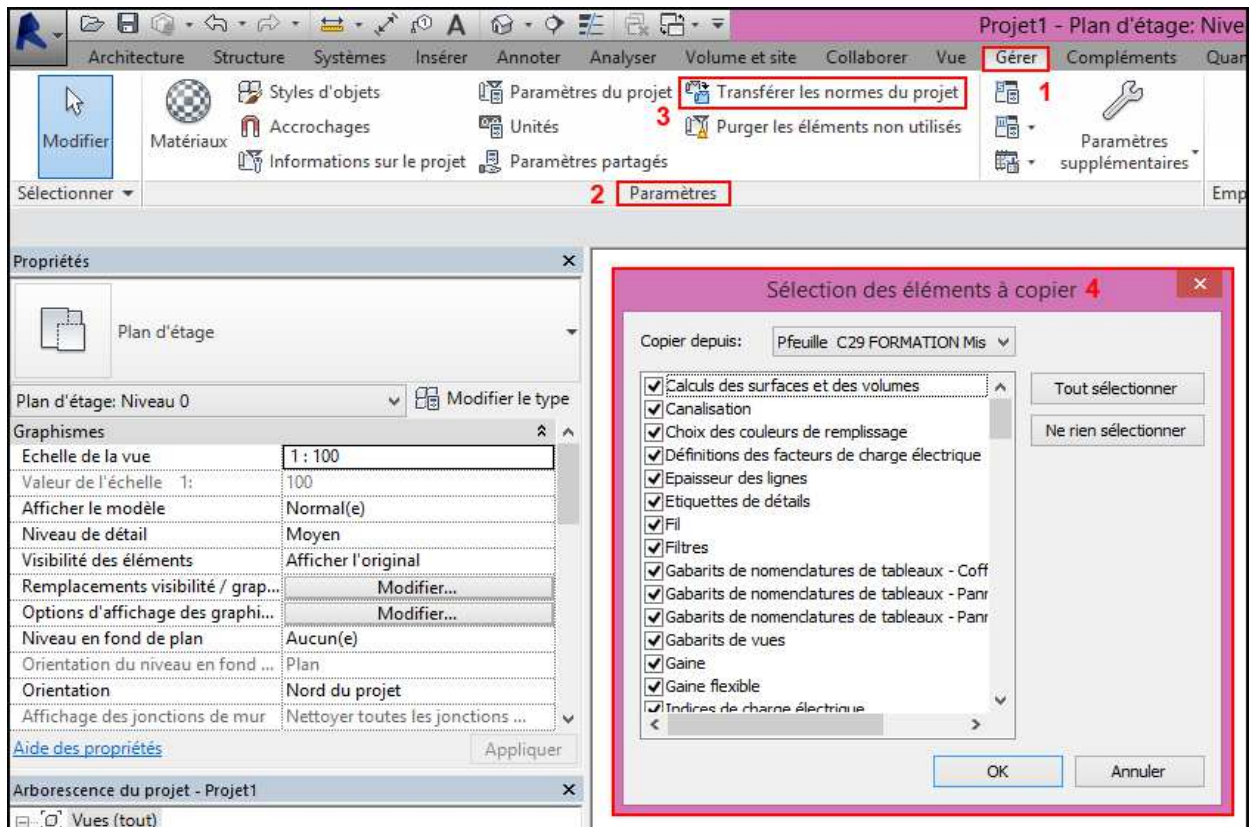 Projet1 - Plan d'étage: Nive
Architecture Structure Systèmes Insérer Annoter Analyser Volume et site Collaborer Vue Gérer Compléments Quan
1
Modifier
Matériaux
Styles d'objets
Accrochages
Informations sur le projet
Paramètres du projet
Unités
Paramètres partagés
3
Transférer les normes du projet
Purger les éléments non utilisés
Paramètres
supplémentaires
Sélectionner
2 Paramètres
Emp
Propriétés
Plan d'étage
Plan d'étage: Niveau 0 Modifier le type
Graphismes
Echelle de la vue 1 : 100
Valeur de l'échelle 1: 100
Afficher le modèle Normal(e)
Niveau de détail Moyen
Visibilité des éléments Afficher l'original
Remplacements visibilité / grap... Modifier...
Options d'affichage des graphi... Modifier...
Niveau en fond de plan Aucun(e)
Orientation du niveau en fond ... Plan
Orientation Nord du projet
Affichage des jonctions de mur Nettoyer toutes les jonctions ...
Aide des propriétés Appliquer
Arborescence du projet - Projet1
Vues (tout)
Sélection des éléments à copier 4
Copier depuis: Pfeuille C29 FORMATION Mis
Calculs des surfaces et des volumes
Canalisation
Choix des couleurs de remplissage
Définitions des facteurs de charge électrique
Epaisseur des lignes
Etiquettes de détails
Fil
Filtres
Gabarits de nomenclatures de tableaux - Coff
Gabarits de nomenclatures de tableaux - Panr
Gabarits de nomenclatures de tableaux - Panr
Gabarits de vues
Gaine
Gaine flexible
Indices de charge électrique
Tout sélectionner
Ne rien sélectionner
OK Annuler